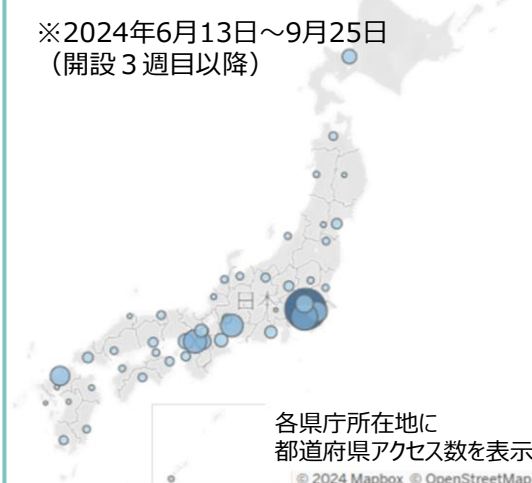 ※2024年6月13日～9月25日
（開設３週目以降）
日本
各県庁所在地に
都道府県アクセス数を表示
© 2024 Mapbox © OpenStreetMap